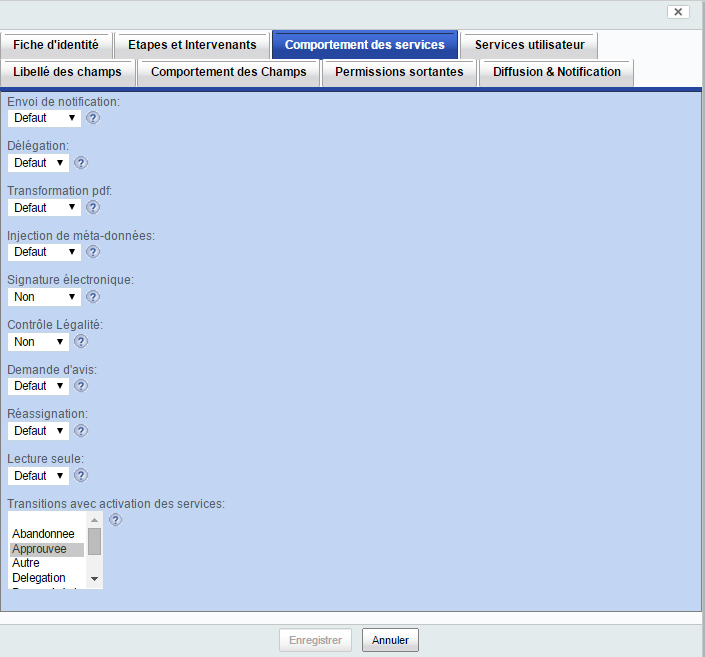 Fiche d'identité Etapes et Intervenants Comportement des services Services utilisateur
Libellé des champs Comportement des Champs Permissions sortantes Diffusion & Notification
Envoi de notification:
Defaut
Délégation:
Defaut
Transformation pdf:
Defaut
Injection de méta-données:
Defaut
Signature électronique:
Non
Contrôle Légalité:
Non
Demande d'avis:
Defaut
Réassignation:
Defaut
Lecture seule:
Defaut
Transitions avec activation des services:
Abandonnee
Approuvee
Autre
Delegation
Enregistrer Annuler